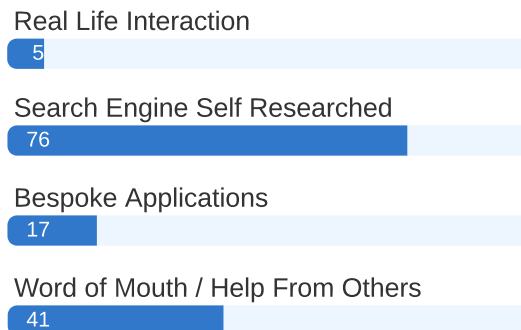 Real Life Interaction
5
Search Engine Self Researched
76
Bespoke Applications
17
Word of Mouth / Help From Others
41